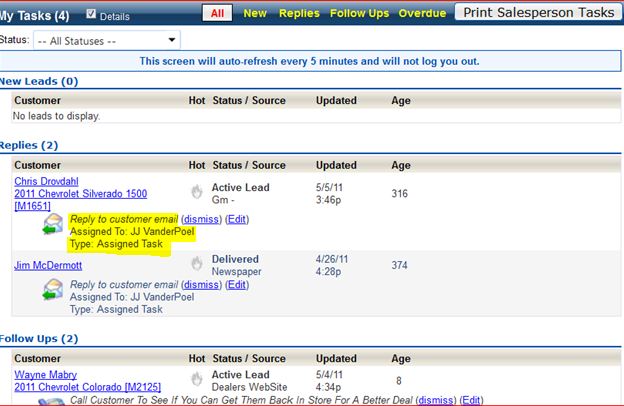 My Tasks (4) Details All New Replies Follow Ups Overdue Print Salesperson Tasks
Status: -- All Statuses --
This screen will auto-refresh every 5 minutes and will not log you out.
New Leads (0)
Customer Hot Status / Source Updated Age
No leads to display.
Replies (2)
Customer Hot Status / Source Updated Age
Chris Drovdahl Active Lead 5/5/11 316
2011 Chevrolet Silverado 1500 Gm - 3:46p
[M1651]
Reply to customer email (dismiss) (Edit)
Assigned To: JJ VanderPoel
Type: Assigned Task
Jim McDermott Delivered 4/26/11 374
Newspaper 4:28p
Reply to customer email (dismiss) (Edit)
Assigned To: JJ VanderPoel
Type: Assigned Task
Follow Ups (2)
Customer Hot Status / Source Updated Age
Wayne Mabry Active Lead 5/4/11 8
2011 Chevrolet Colorado [M2125] Dealers WebSite 4:34p
Call Customer To See If You Can Get Them Back In Store For A Better Deal (dismiss) (Edit)